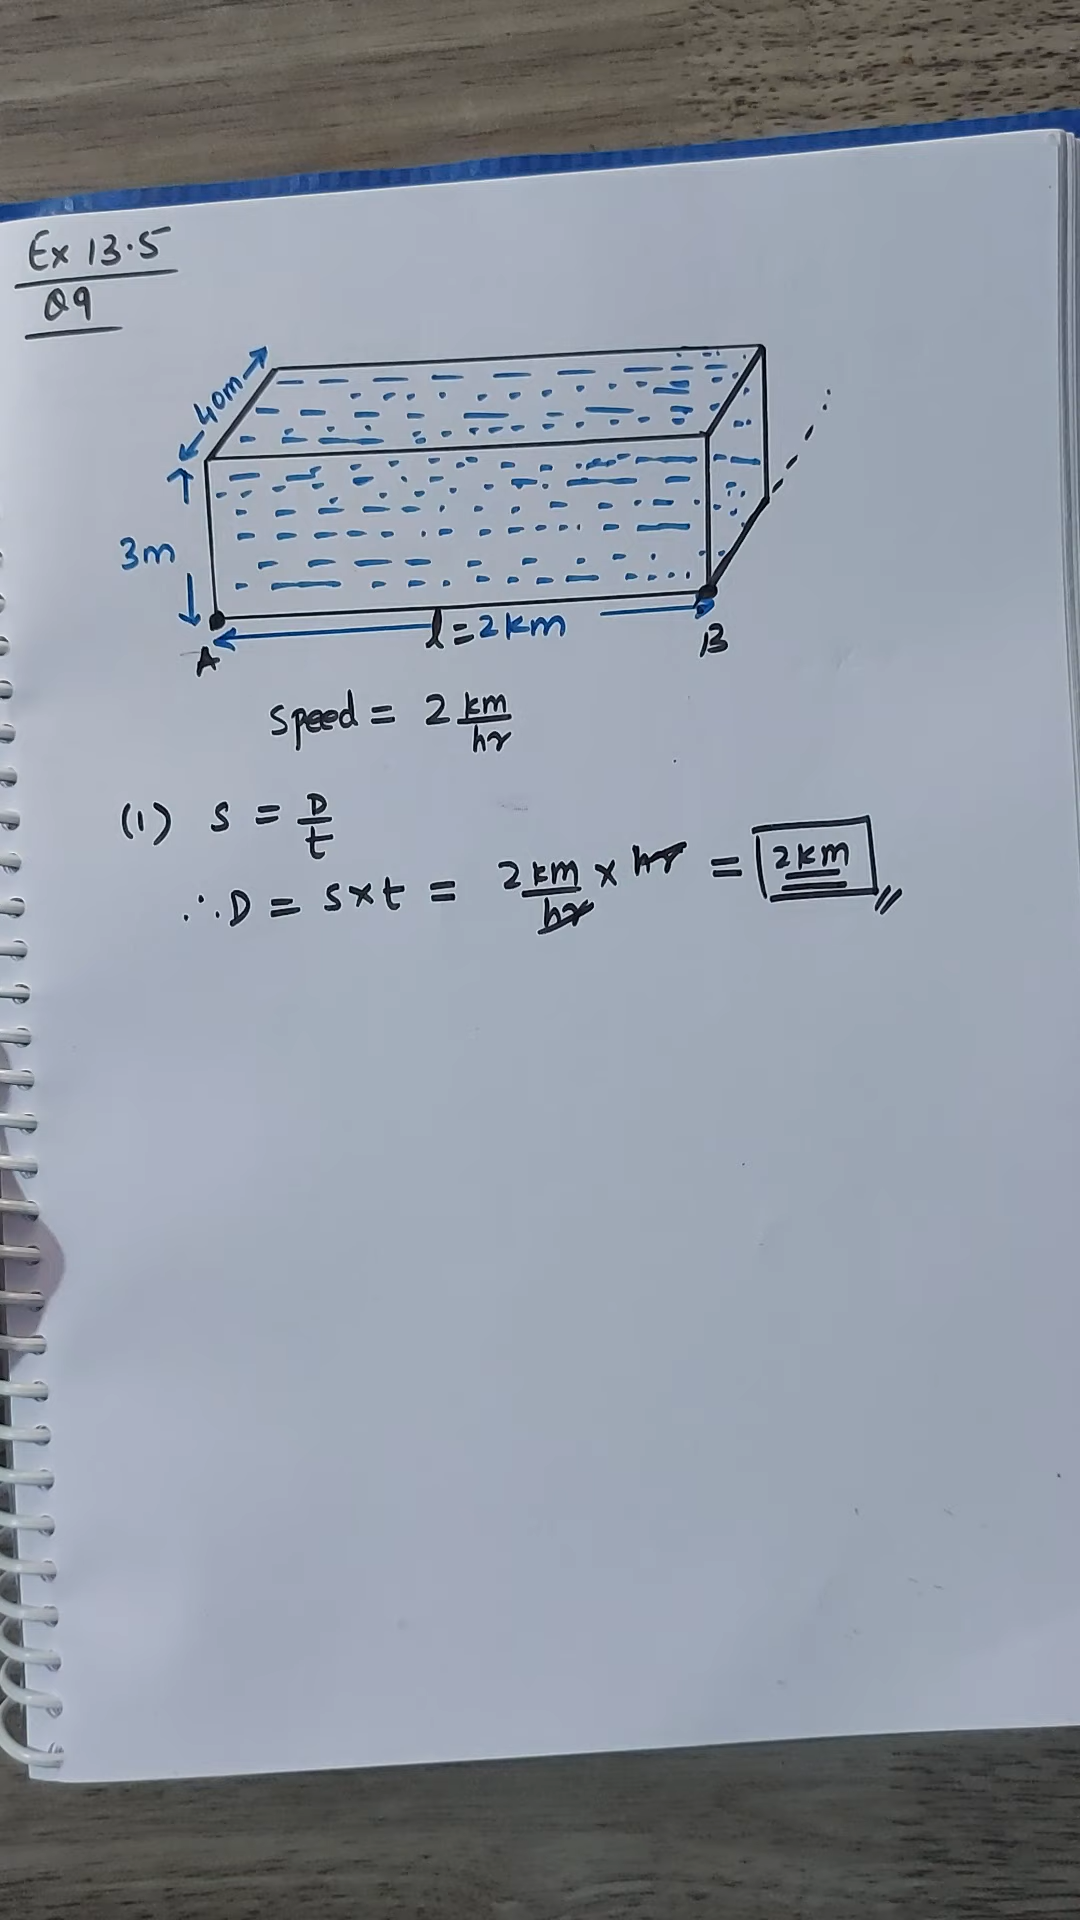 Ex 13.5
Q9
40m
3m
l=2km
A
B
Speed = 2 km/hr
(1) S = D/t
∴D = S×t = 2km/hr × hr = 2km